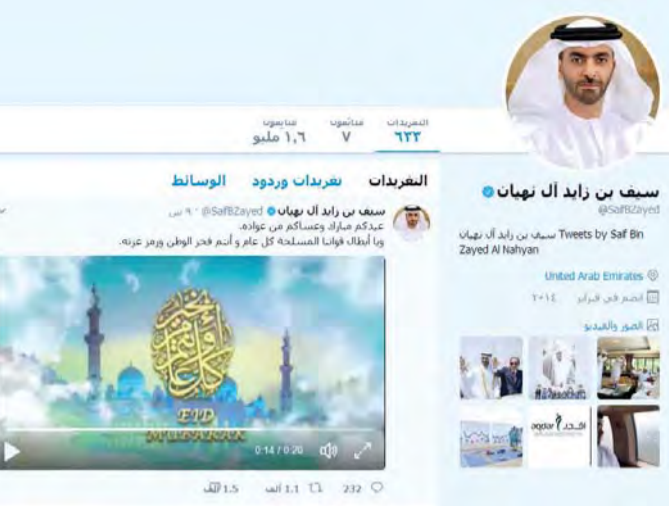 التغريدات متابَعون متابعون
٦٣٣ ٧ ١,٦ مليو
سيف بن زايد آل نهيان
@SaifBZayed
Tweets by Saif Bin سيف بن زايد آل نهيان
Zayed Al Nahyan
United Arab Emirates
انضم في فبراير ٢٠١٤
الصور والفيديو
أقدر aqdar
التغريدات تغريدات وردود الوسائط
سيف بن زايد آل نهيان @SaifBZayed · ٩ س
عيدكم مبارك وعساكم من عواده.
ويا أبطال قواتنا المسلحة كل عام و أنتم فخر الوطن ورمز عزته.
كل عام وأنتم بخير
EID
MUBARAK
0:14 / 0:20
232 1.1 ألف 1.5 ألف